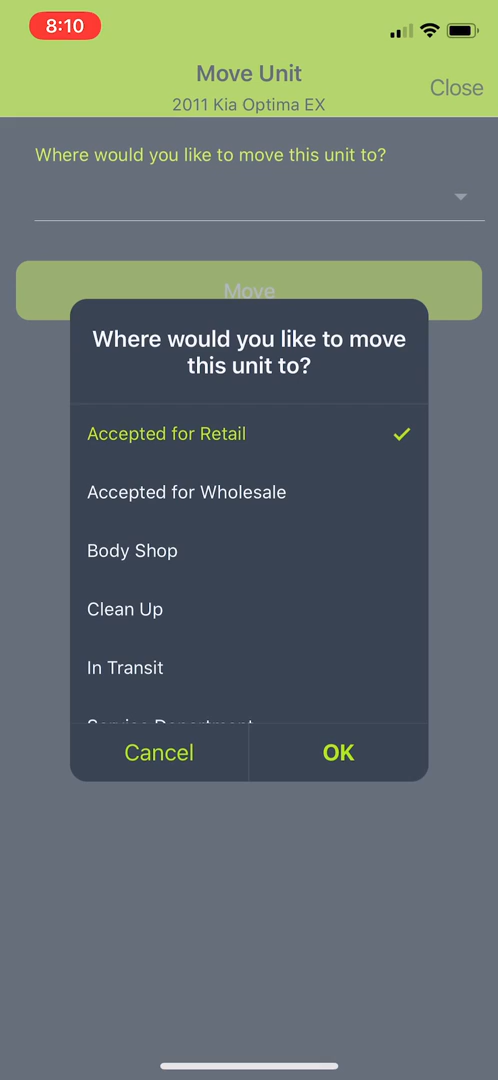 8:10
Move Unit
Close
2011 Kia Optima EX
Where would you like to move this unit to?
Move
Where would you like to move
this unit to?
Accepted for Retail
Accepted for Wholesale
Body Shop
Clean Up
In Transit
Service Department
Cancel
OK